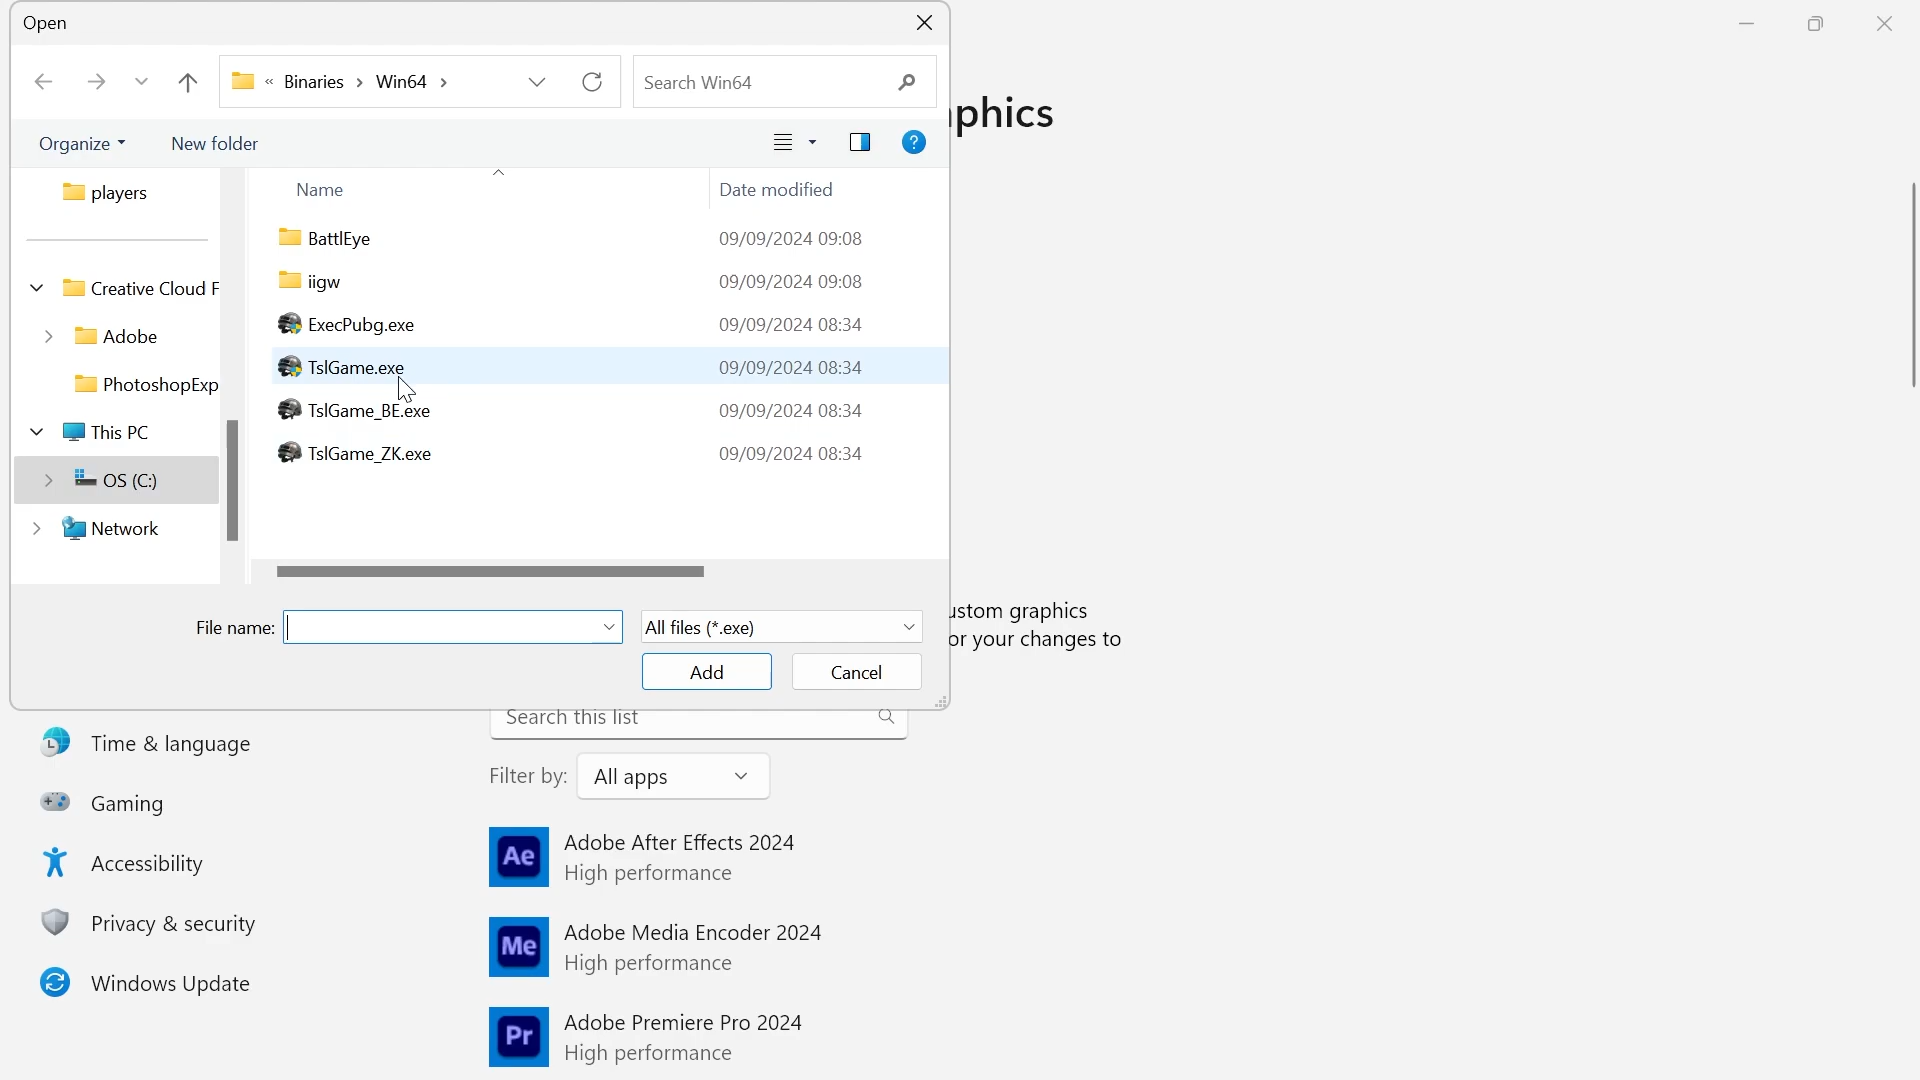 Open
« Binaries > Win64 >
Search Win64
Organize
New folder
Name
Date modified
players
Creative Cloud F
Adobe
PhotoshopExp
This PC
OS (C:)
Network
BattlEye 09/09/2024 09:08
iigw 09/09/2024 09:08
ExecPubg.exe 09/09/2024 08:34
TslGame.exe 09/09/2024 08:34
TslGame_BE.exe 09/09/2024 08:34
TslGame_ZK.exe 09/09/2024 08:34
File name:
All files (*.exe)
Add
Cancel
phics
ustom graphics
or your changes to
Time & language
Gaming
Accessibility
Privacy & security
Windows Update
Search this list
Filter by: All apps
Ae
Adobe After Effects 2024
High performance
Me
Adobe Media Encoder 2024
High performance
Pr
Adobe Premiere Pro 2024
High performance